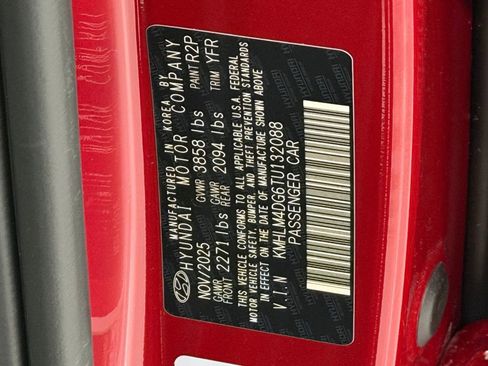 MANUFACTURED IN KOREA BY
HYUNDAI MOTOR COMPANY
NOV/2025 GVWR 3858 lbs PAINT R2P
GAWR FRONT 2271 lbs GAWR REAR 2094 lbs TRIM YFR
THIS VEHICLE CONFORMS TO ALL APPLICABLE U.S.A. FEDERAL
MOTOR VEHICLE SAFETY, BUMPER, AND THEFT PREVENTION STANDARDS
IN EFFECT ON THE DATE OF MANUFACTURE SHOWN ABOVE
V.I.N KMHLM4DG6TU132088
PASSENGER CAR